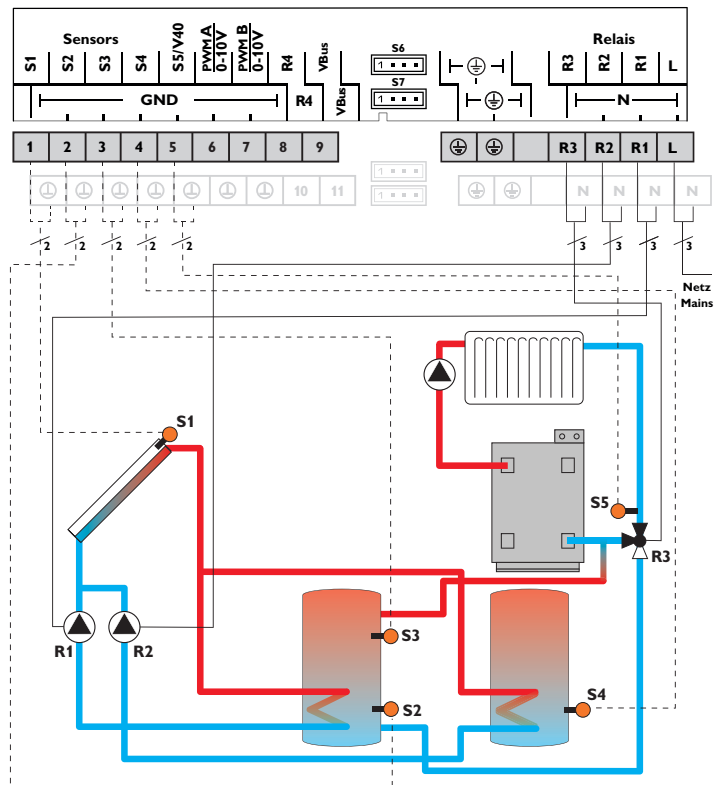 Sensors
Relais
S1 S2 S3 S4 S5/V40 PWM A 0-10V PWM B 0-10V R4 VBus
S6
R3 R2 R1 L
S7
GND
R4 VBus
N
1 2 3 4 5 6 7 8 9
R3 R2 R1 L
1
1
10 11
N N N N
2 2 2 2 2
3 3 3 3
Netz
Mains
S1
S5
R3
R1 R2
S3
S2
S4